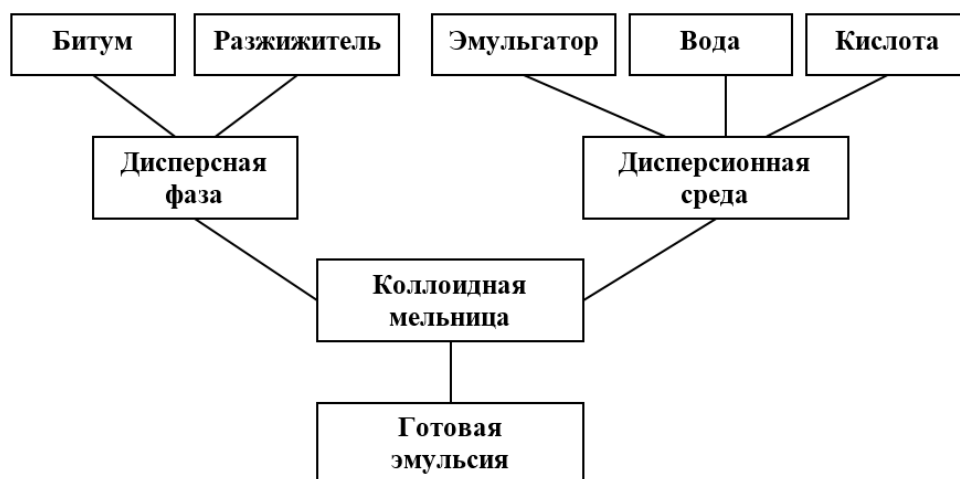 Битум
Разжижитель
Эмульгатор
Вода
Кислота
Дисперсная
фаза
Дисперсионная
среда
Коллоидная
мельница
Готовая
эмульсия